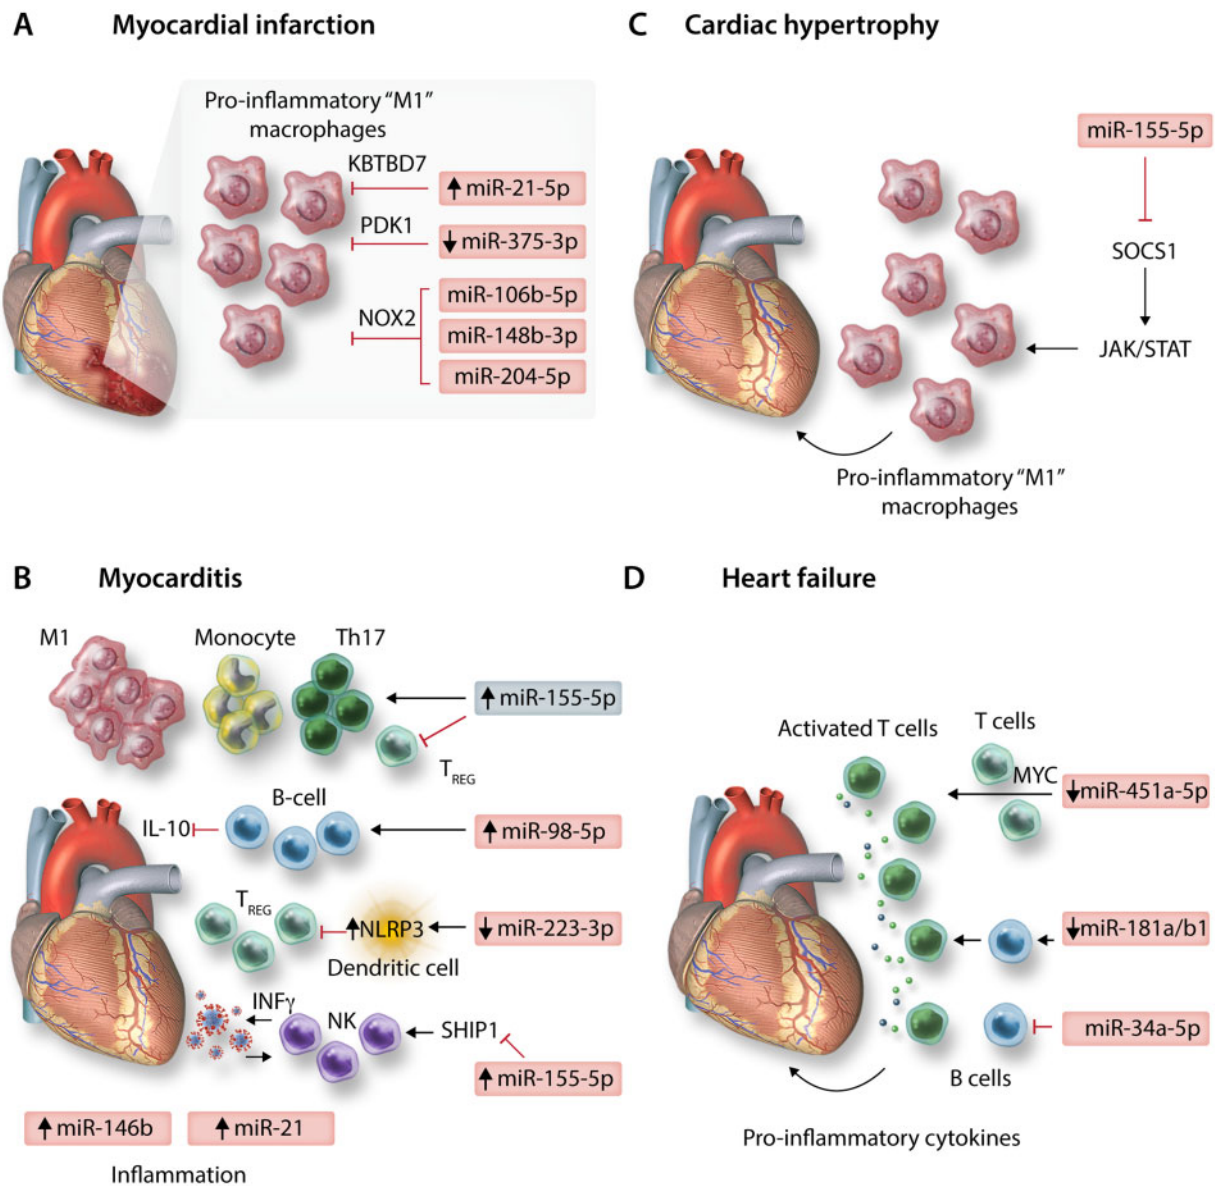 A Myocardial infarction
Pro-inflammatory “M1”
macrophages
KBTBD7
↑ miR-21-5p
PDK1
↓ miR-375-3p
NOX2
miR-106b-5p
miR-148b-3p
miR-204-5p
C Cardiac hypertrophy
miR-155-5p
SOCS1
JAK/STAT
Pro-inflammatory “M1”
macrophages
B Myocarditis
M1 Monocyte Th17
↑ miR-155-5p
TREG
B-cell
IL-10
↑ miR-98-5p
TREG
↑NLRP3
↓ miR-223-3p
Dendritic cell
INFγ
NK
SHIP1
↑ miR-155-5p
↑ miR-146b
↑ miR-21
Inflammation
D Heart failure
Activated T cells
T cells
MYC
↓miR-451a-5p
↓miR-181a/b1
miR-34a-5p
B cells
Pro-inflammatory cytokines